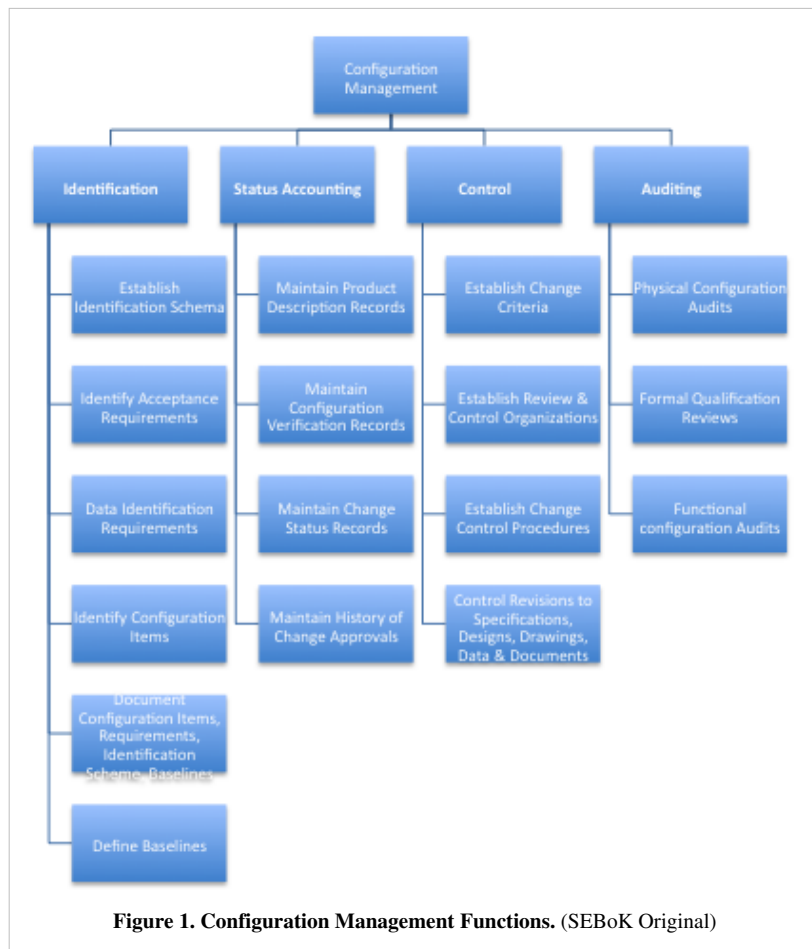 Configuration
Management
Identification
Status Accounting
Control
Auditing
Establish
Identification Schema
Identify Acceptance
Requirements
Data Identification
Requirements
Identify Configuration
Items
Document
Configuration Items,
Requirements,
Identification
Scheme, Baselines
Define Baselines
Maintain Product
Description Records
Maintain
Configuration
Verification Records
Maintain Change
Status Records
Maintain History of
Change Approvals
Establish Change
Criteria
Establish Review &
Control Organizations
Establish Change
Control Procedures
Control Revisions to
Specifications,
Designs, Drawings,
Data & Documents
Physical Configuration
Audits
Formal Qualification
Reviews
Functional
configuration Audits
Figure 1. Configuration Management Functions. (SEBoK Original)